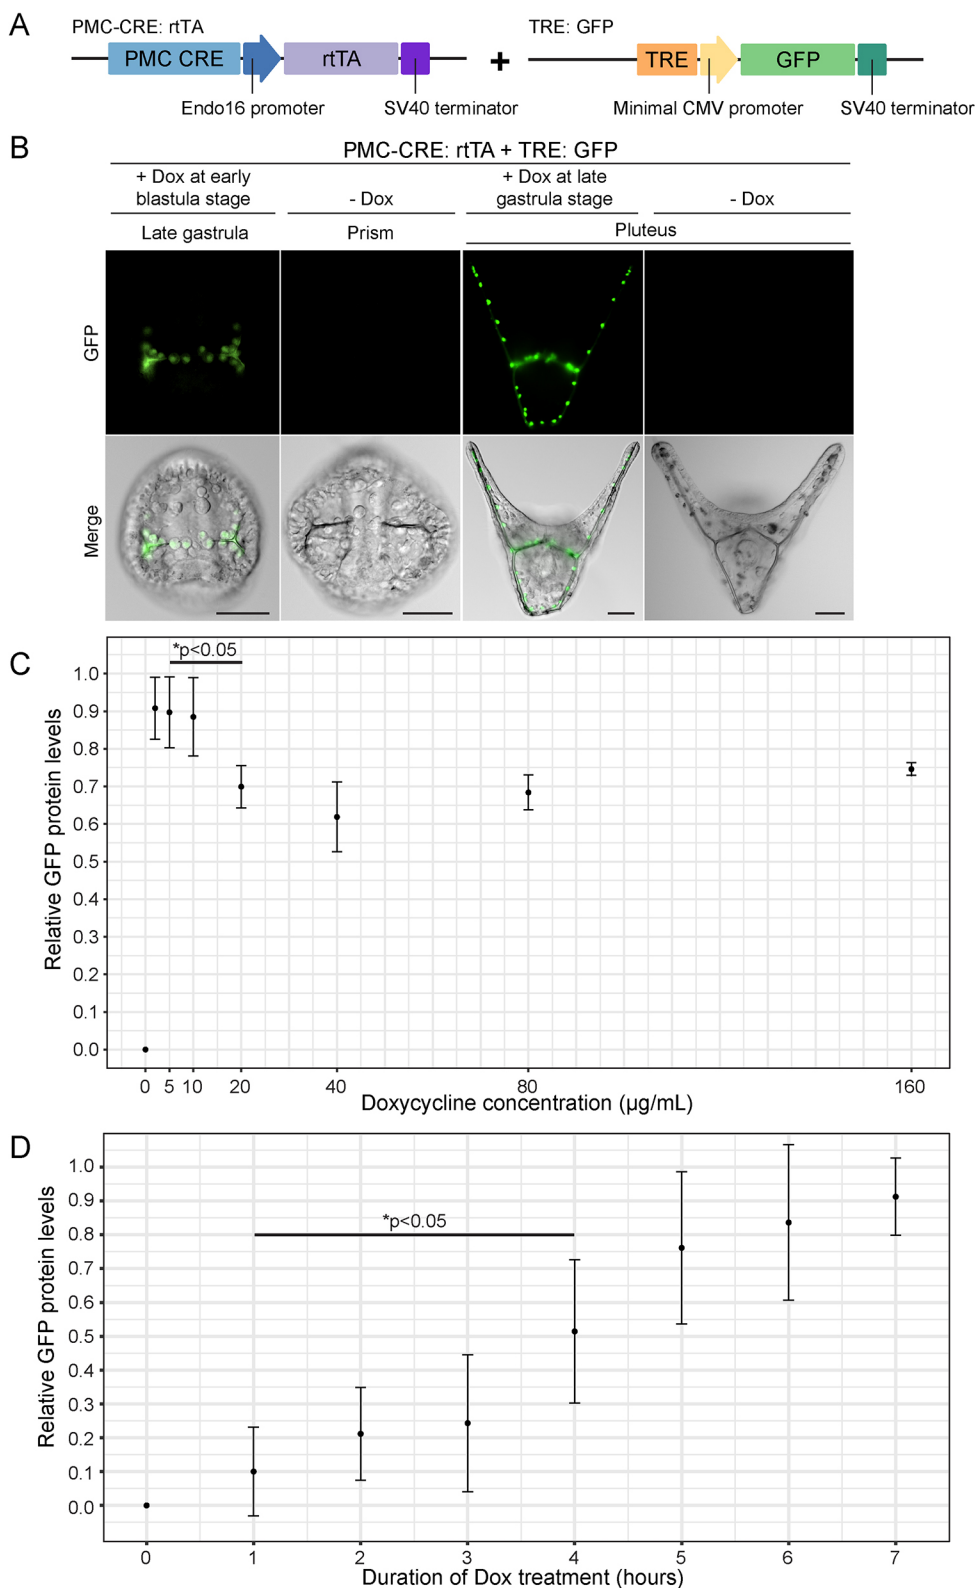 A
PMC-CRE: rtTA
TRE: GFP
PMC CRE
rtTA
+
TRE
GFP
Endo16 promoter
SV40 terminator
Minimal CMV promoter
SV40 terminator
B
PMC-CRE: rtTA + TRE: GFP
+ Dox at early
blastula stage
- Dox
+ Dox at late
gastrula stage
- Dox
Late gastrula
Prism
Pluteus
GFP
Merge
C
*p<0.05
Relative GFP protein levels
1.0
0.9
0.8
0.7
0.6
0.5
0.4
0.3
0.2
0.1
0.0
0 5 10 20 40 80 160
Doxycycline concentration (µg/mL)
D
*p<0.05
Relative GFP protein levels
1.0
0.9
0.8
0.7
0.6
0.5
0.4
0.3
0.2
0.1
0.0
0 1 2 3 4 5 6 7
Duration of Dox treatment (hours)